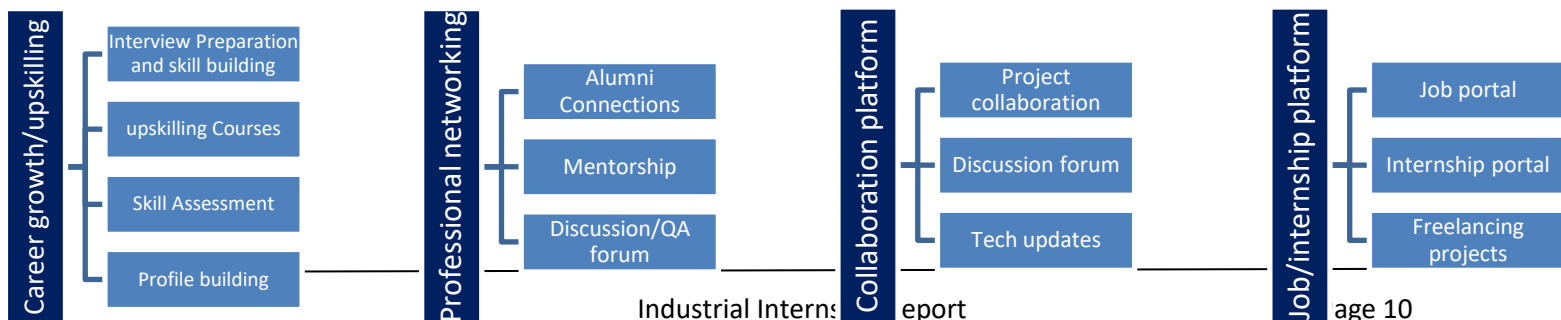 Career growth/upskilling
Interview Preparation
and skill building
upskilling Courses
Skill Assessment
Profile building
Professional networking
Alumni
Connections
Mentorship
Discussion/QA
forum
Collaboration platform
Project
collaboration
Discussion forum
Tech updates
Job/internship platform
Job portal
Internship portal
Freelancing
projects
Industrial Interns eport age 10